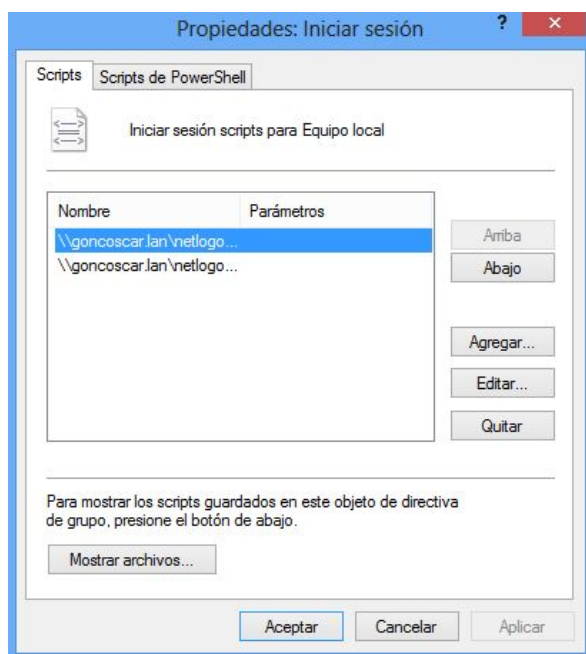 Propiedades: Iniciar sesión
?
×
Scripts
Scripts de PowerShell
Iniciar sesión scripts para Equipo local
Nombre
Parámetros
\\goncoscar.lan\netlogo...
\\goncoscar.lan\netlogo...
Arriba
Abajo
Agregar...
Editar...
Quitar
Para mostrar los scripts guardados en este objeto de directiva
de grupo, presione el botón de abajo.
Mostrar archivos...
Aceptar
Cancelar
Aplicar